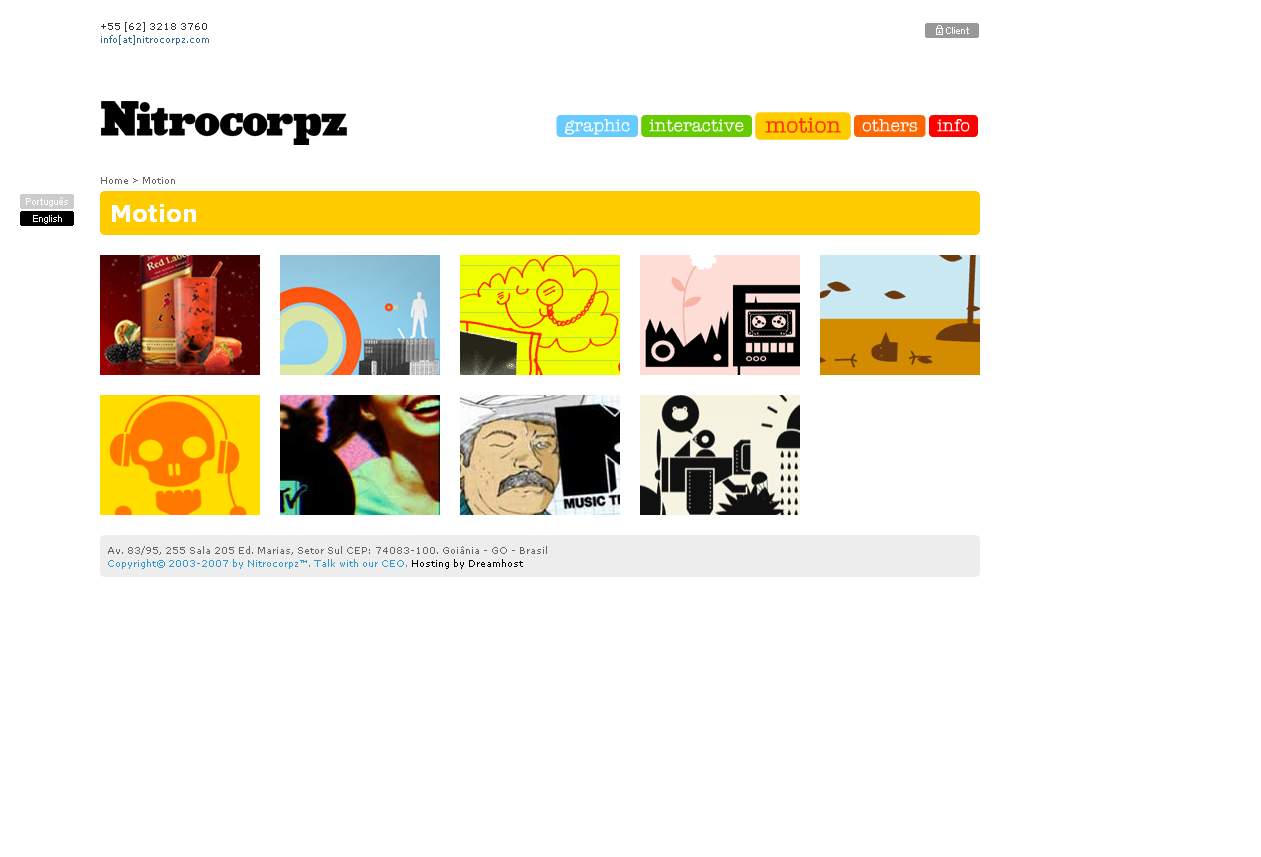 +55 [62] 3218 3760
info[at]nitrocorpz.com
Client
Nitrocorpz
graphic interactive motion others info
Home > Motion
Português
English
Motion
Red Label
MUSIC
Av. 83/95, 255 Sala 205 Ed. Marias, Setor Sul CEP: 74083-100. Goiânia - GO - Brasil
Copyright© 2003-2007 by Nitrocorpz™. Talk with our CEO. Hosting by Dreamhost